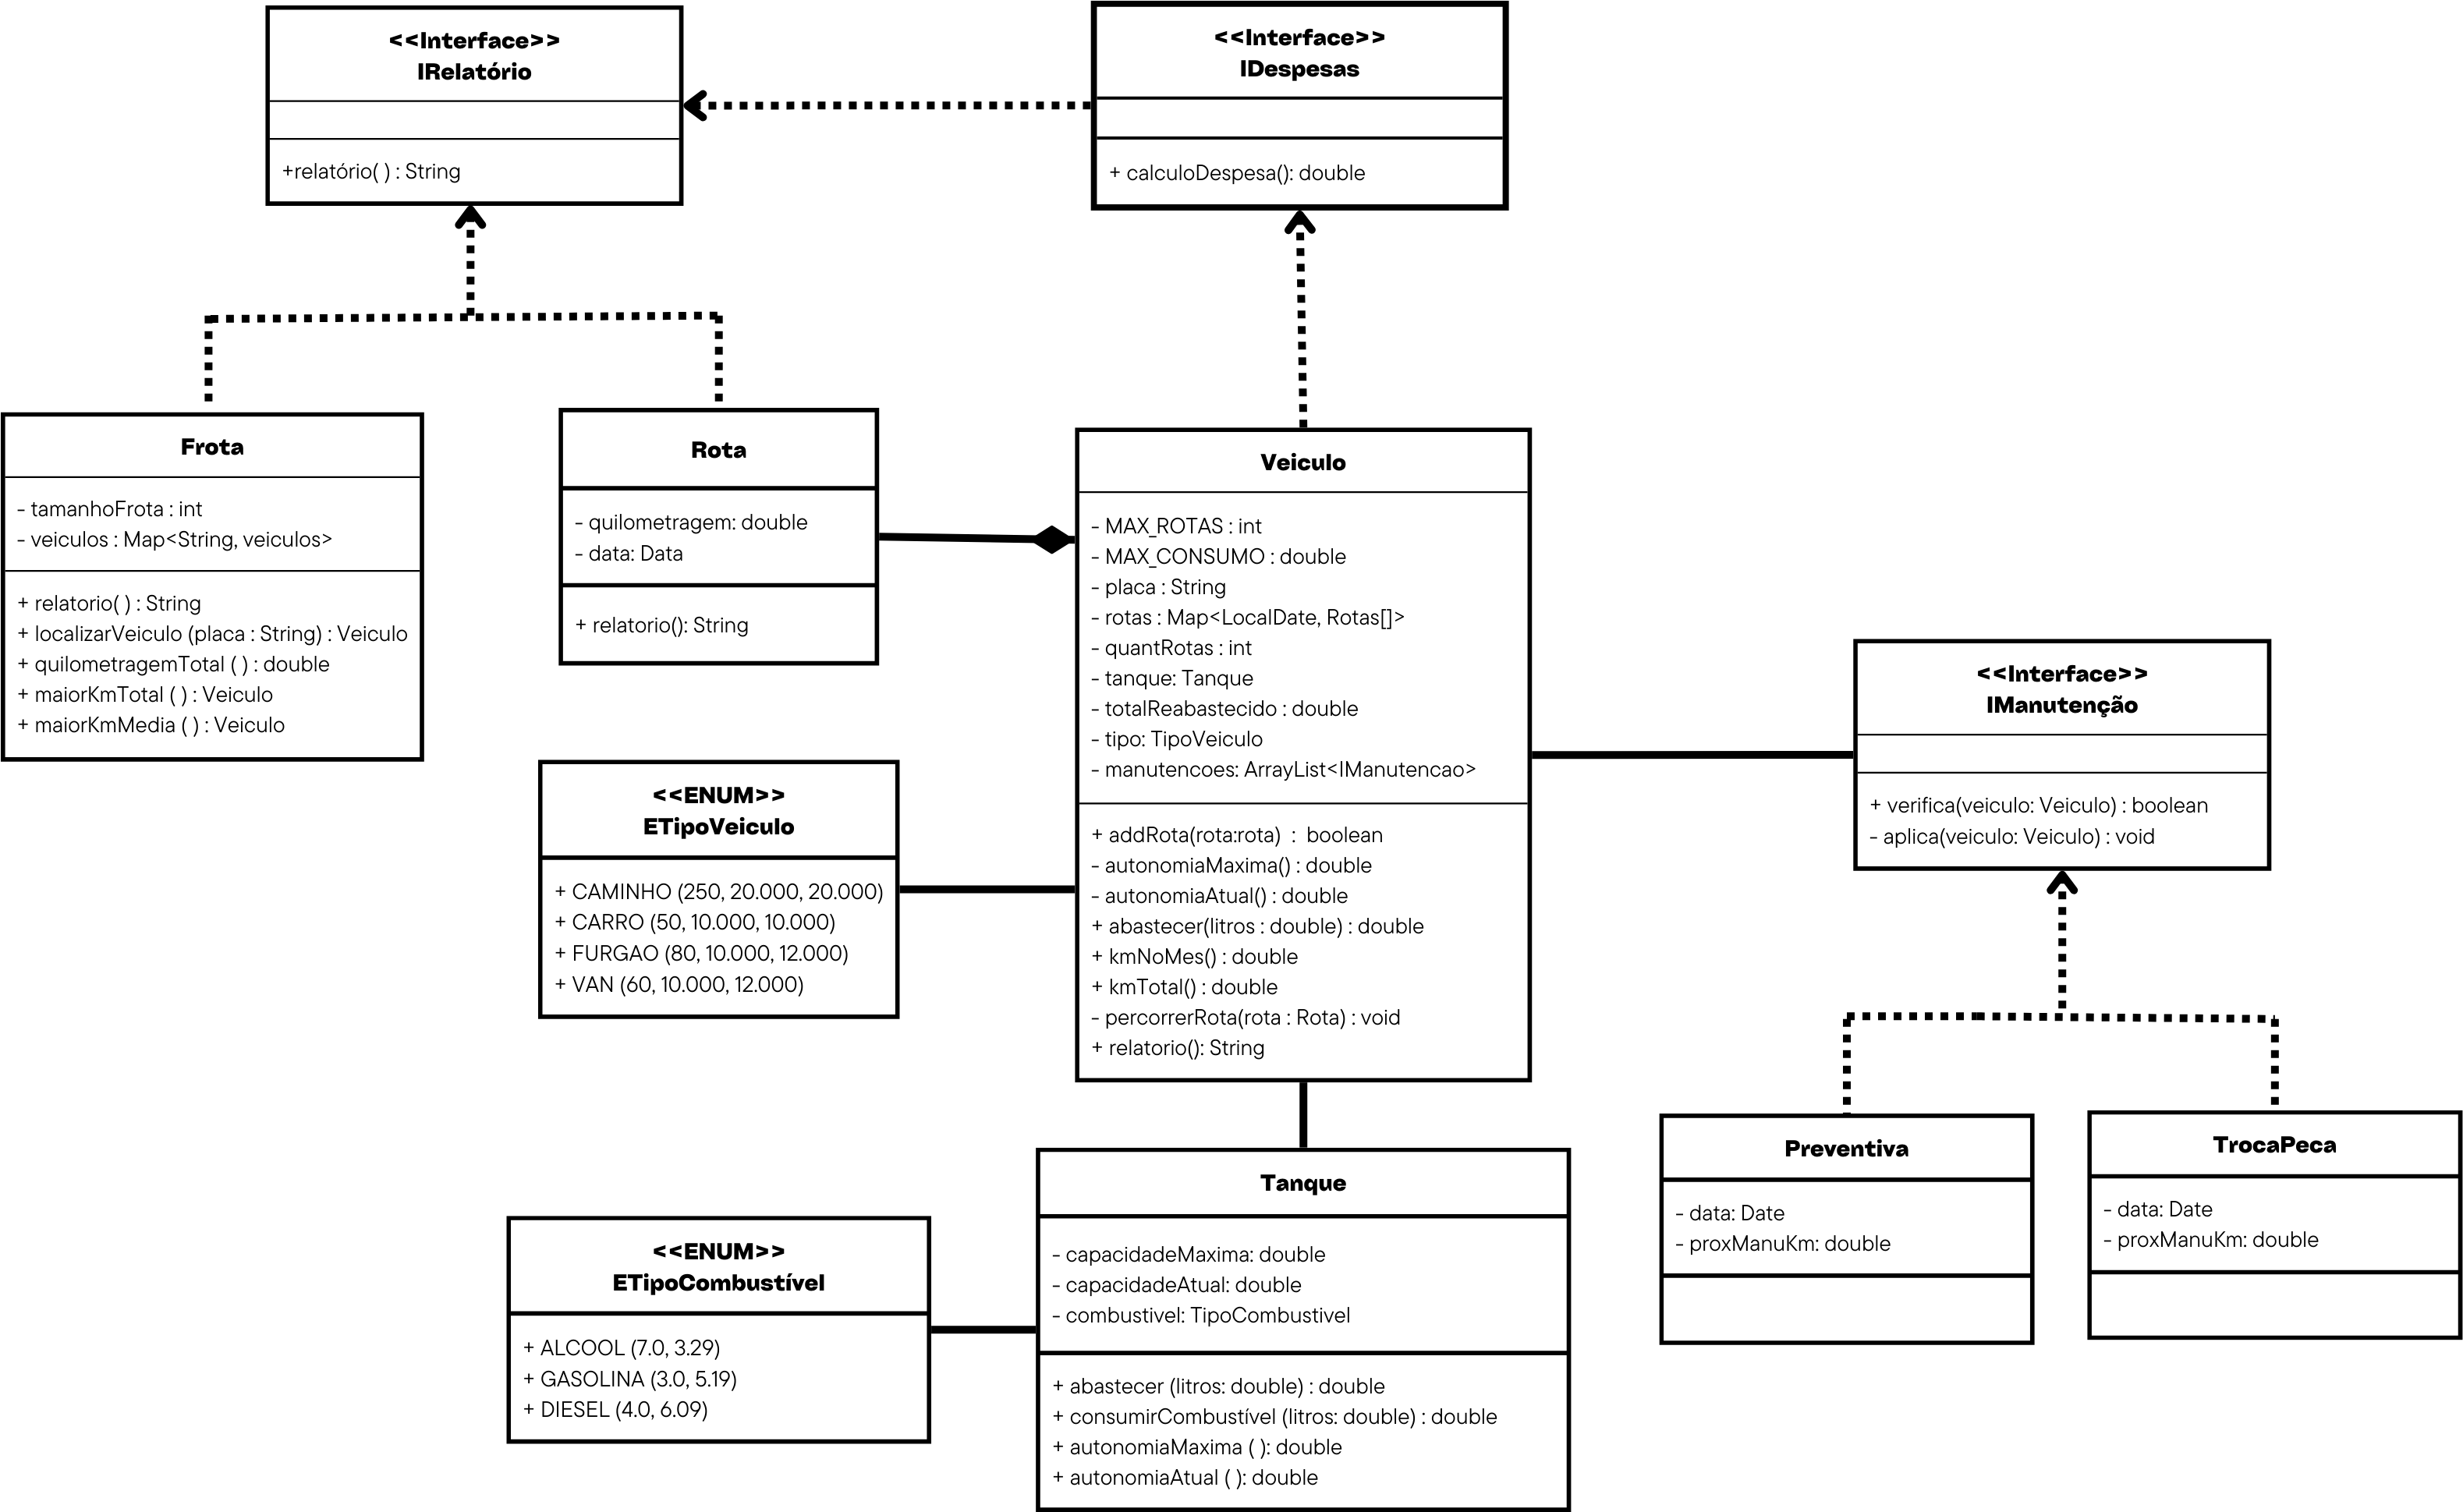 <<Interface>>
IRelatório
+relatório( ) : String
<<Interface>>
IDespesas
+ calculoDespesa(): double
Frota
- tamanhoFrota : int
- veiculos : Map<String, veiculos>
+ relatorio( ) : String
+ localizarVeiculo (placa : String) : Veiculo
+ quilometragemTotal ( ) : double
+ maiorKmTotal ( ) : Veiculo
+ maiorKmMedia ( ) : Veiculo
Rota
- quilometragem: double
- data: Data
+ relatorio(): String
Veiculo
- MAX_ROTAS : int
- MAX_CONSUMO : double
- placa : String
- rotas : Map<LocalDate, Rotas[]>
- quantRotas : int
- tanque: Tanque
- totalReabastecido : double
- tipo: TipoVeiculo
- manutencoes: ArrayList<IManutencao>
+ addRota(rota:rota)  :  boolean
- autonomiaMaxima() : double
- autonomiaAtual() : double
+ abastecer(litros : double) : double
+ kmNoMes() : double
+ kmTotal() : double
- percorrerRota(rota : Rota) : void
+ relatorio(): String
<<Interface>>
IManutenção
+ verifica(veiculo: Veiculo) : boolean
- aplica(veiculo: Veiculo) : void
<<ENUM>>
ETipoVeiculo
+ CAMINHO (250, 20.000, 20.000)
+ CARRO (50, 10.000, 10.000)
+ FURGAO (80, 10.000, 12.000)
+ VAN (60, 10.000, 12.000)
Preventiva
- data: Date
- proxManuKm: double
TrocaPeca
- data: Date
- proxManuKm: double
Tanque
- capacidadeMaxima: double
- capacidadeAtual: double
- combustivel: TipoCombustivel
+ abastecer (litros: double) : double
+ consumirCombustível (litros: double) : double
+ autonomiaMaxima ( ): double
+ autonomiaAtual ( ): double
<<ENUM>>
ETipoCombustível
+ ALCOOL (7.0, 3.29)
+ GASOLINA (3.0, 5.19)
+ DIESEL (4.0, 6.09)